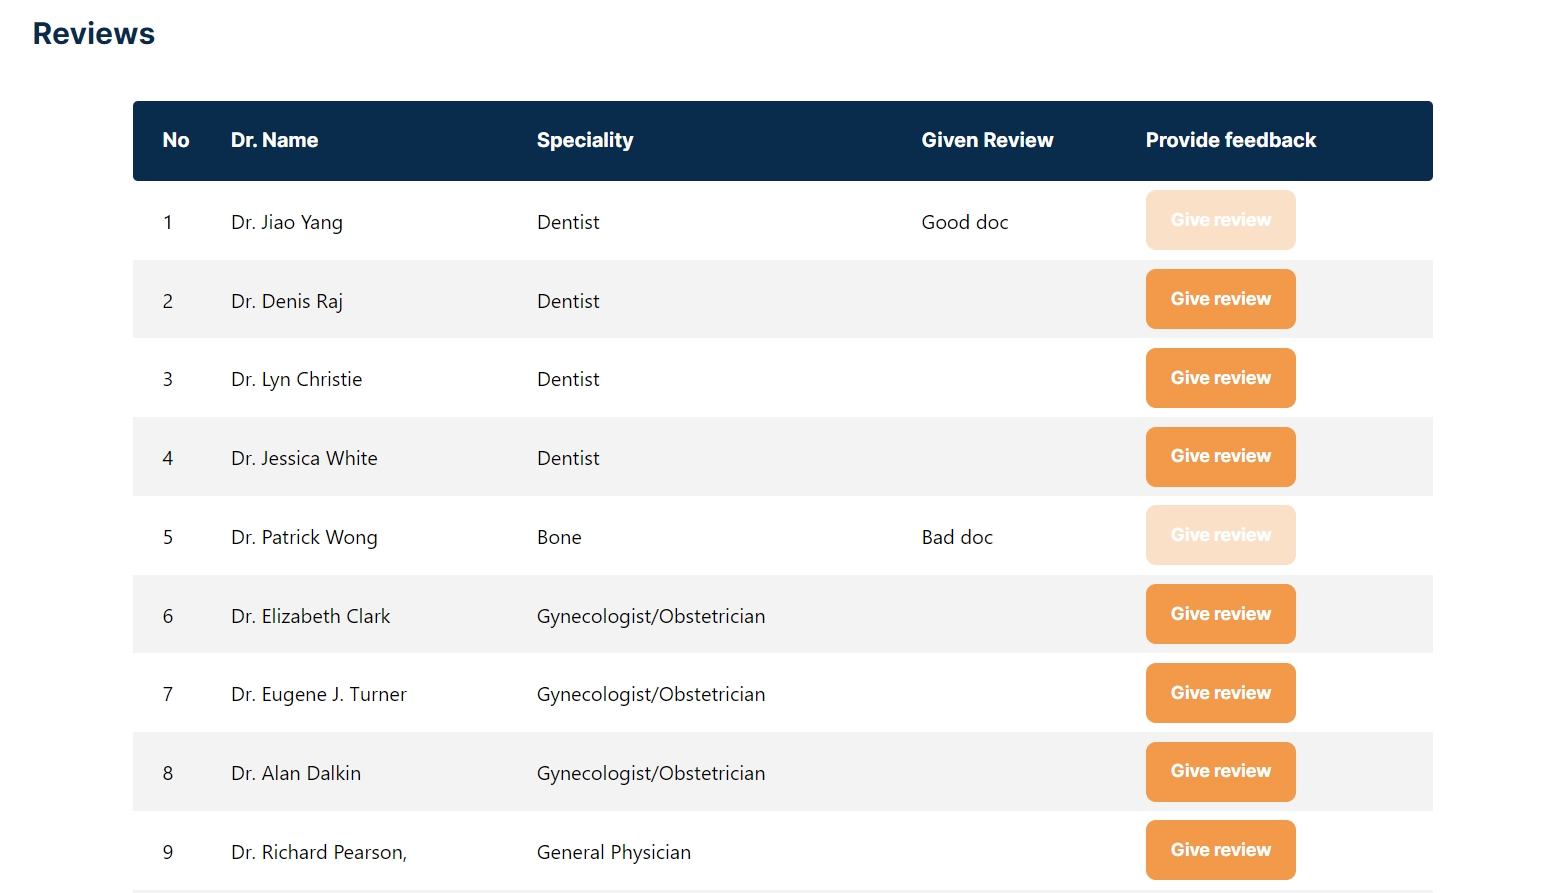 Reviews
No Dr. Name Speciality Given Review Provide feedback
1 Dr. Jiao Yang Dentist Good doc Give review
2 Dr. Denis Raj Dentist Give review
3 Dr. Lyn Christie Dentist Give review
4 Dr. Jessica White Dentist Give review
5 Dr. Patrick Wong Bone Bad doc Give review
6 Dr. Elizabeth Clark Gynecologist/Obstetrician Give review
7 Dr. Eugene J. Turner Gynecologist/Obstetrician Give review
8 Dr. Alan Dalkin Gynecologist/Obstetrician Give review
9 Dr. Richard Pearson, General Physician Give review